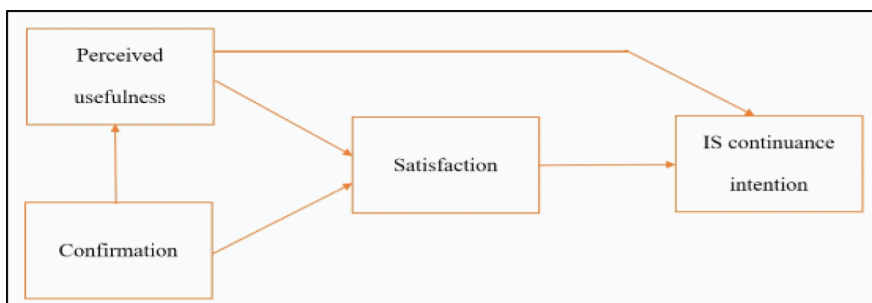 Perceived
usefulness
Satisfaction
IS continuance
intention
Confirmation